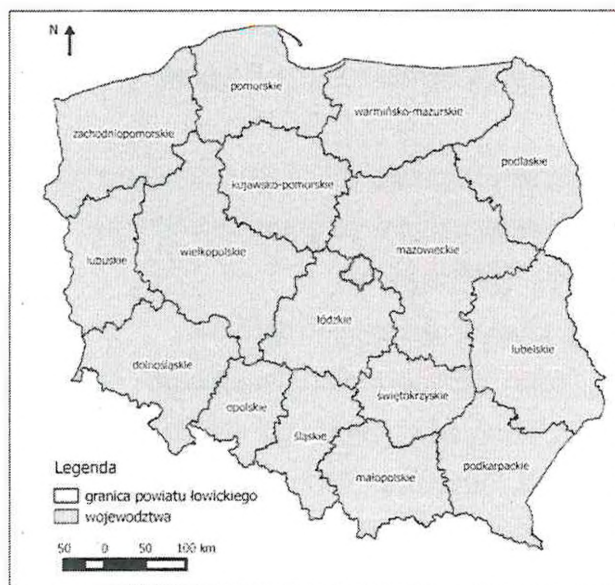 N
pomorskie
warmińsko-mazurskie
zachodniopomorskie
podlaskie
kujawsko-pomorskie
wielkopolskie
mazowieckie
lubuskie
łódzkie
lubelskie
dolnośląskie
opolskie
świętokrzyskie
śląskie
podkarpackie
małopolskie
Legenda
granica powiatu łowickiego
województwa
50 0 50 100 km